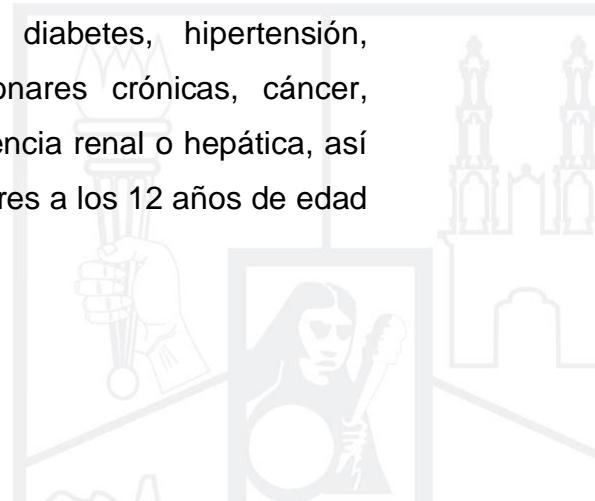 diabetes, hipertensión,
onares crónicas, cáncer,
encia renal o hepática, así
res a los 12 años de edad